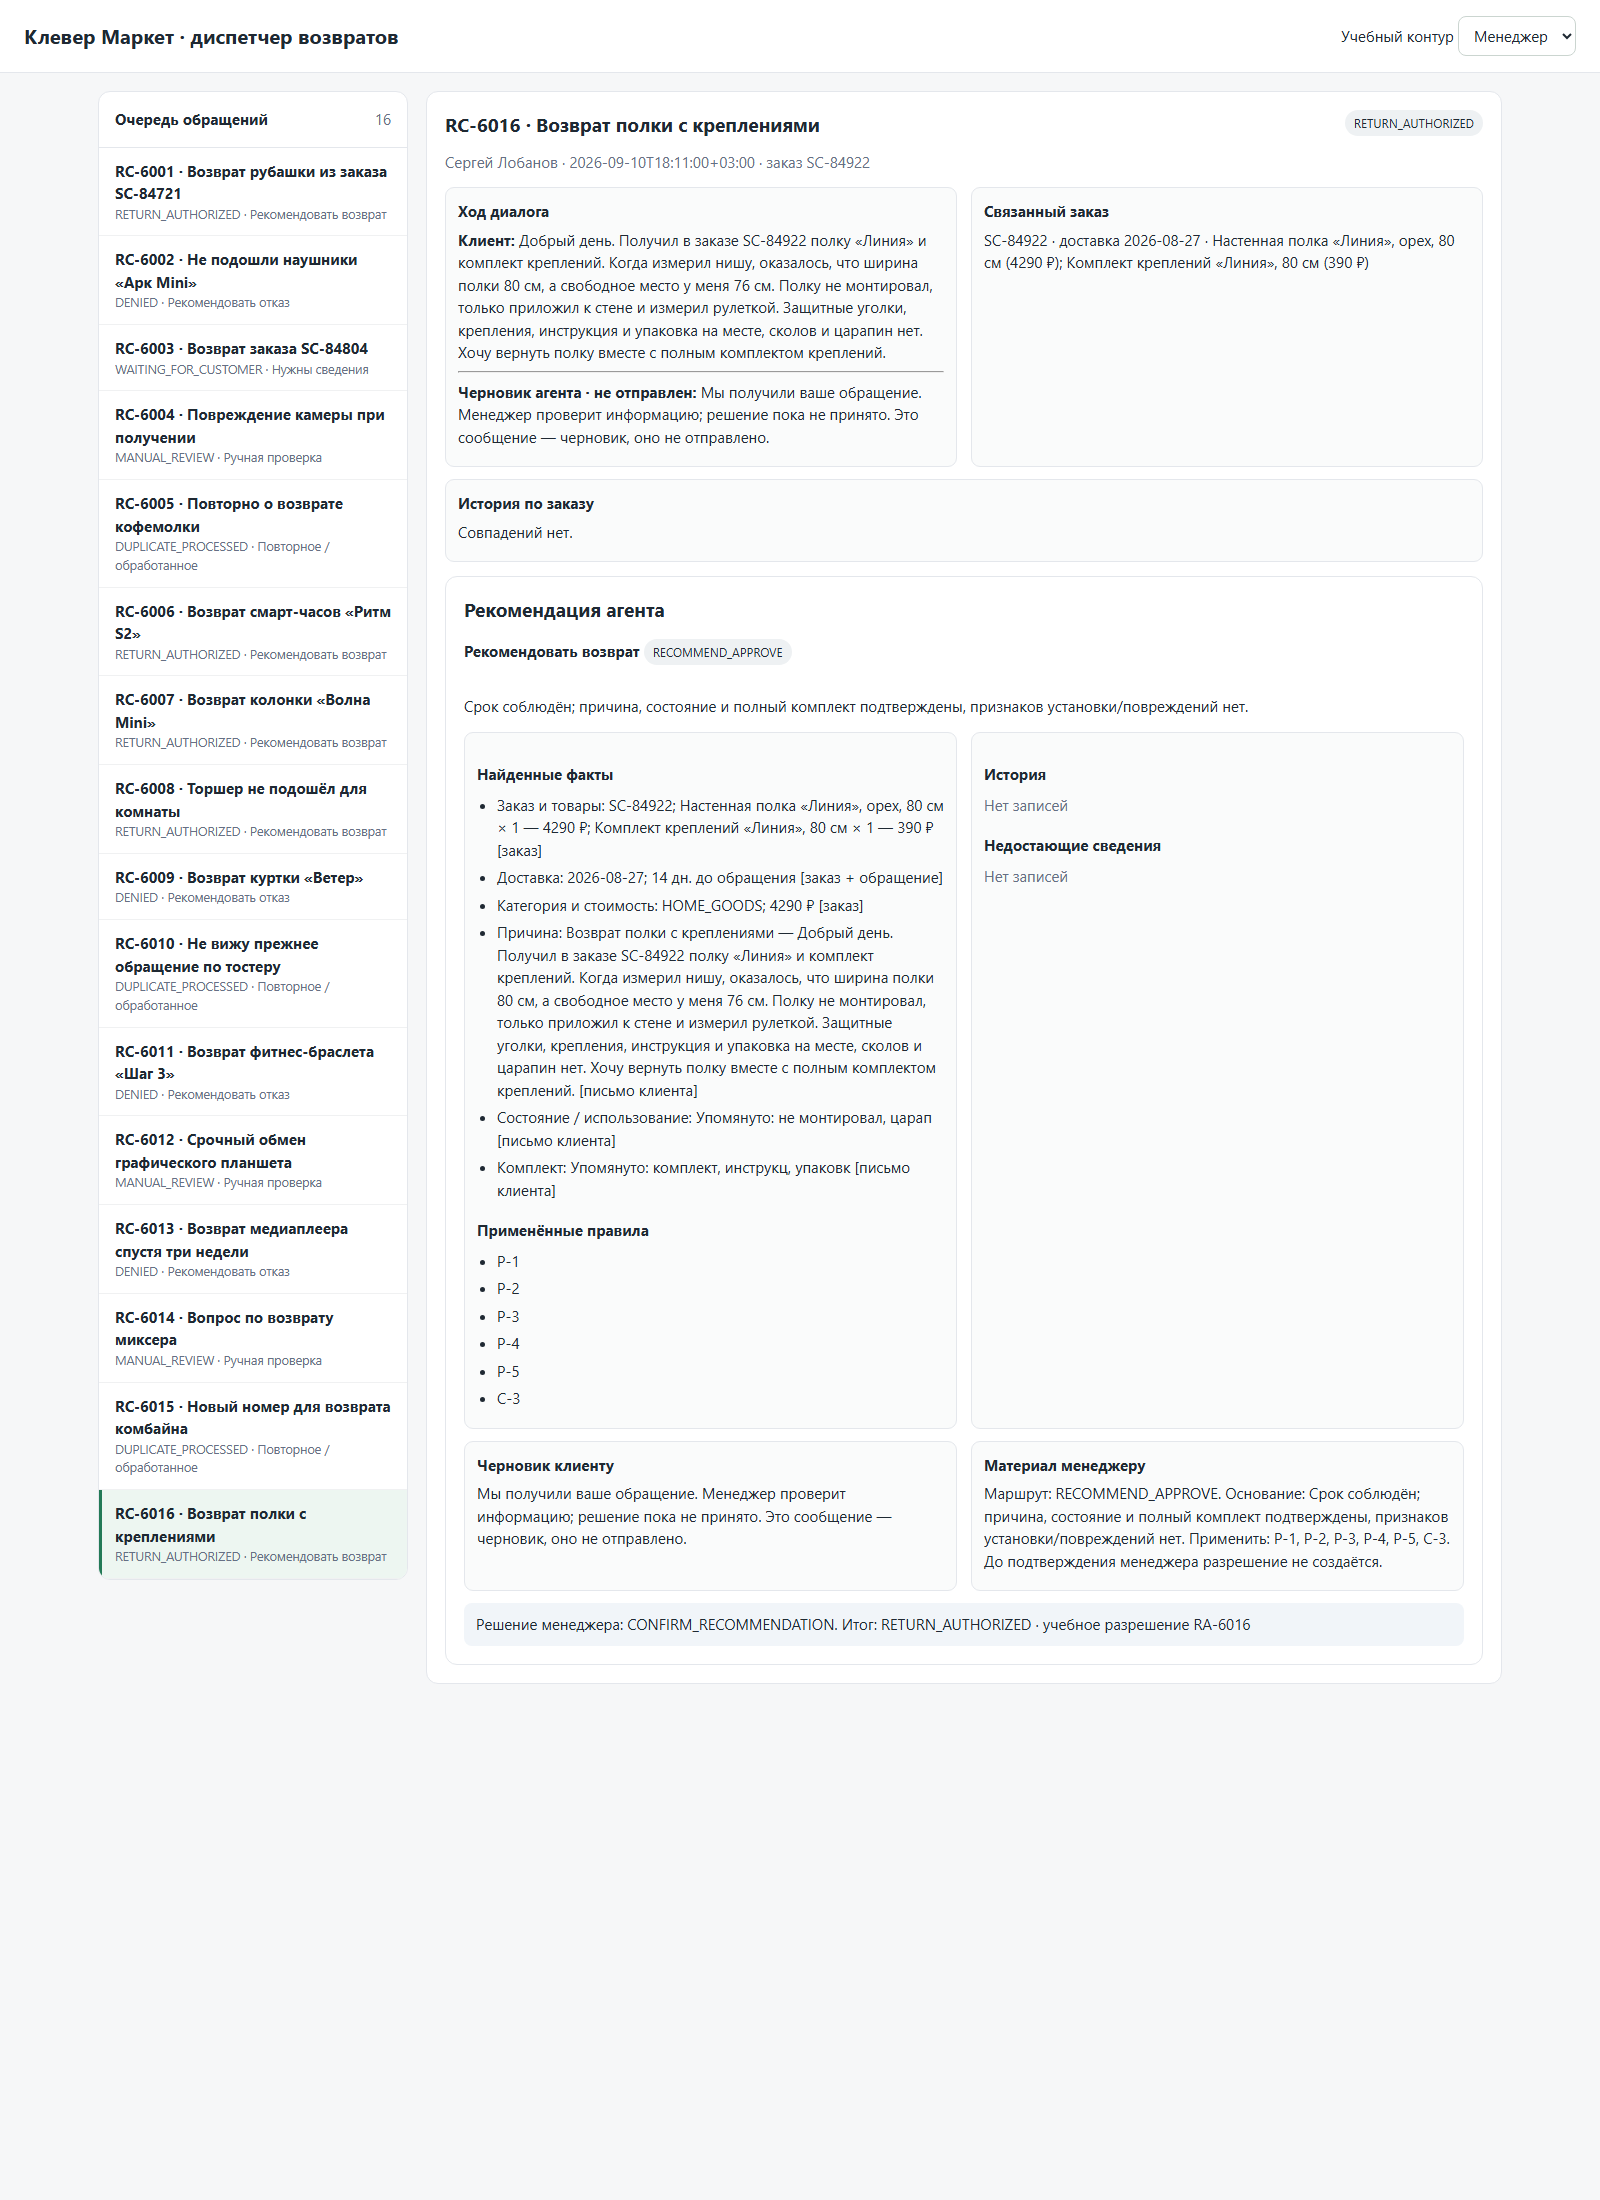 Клевер Маркет · диспетчер возвратов
Учебный контур
Менеджер
Очередь обращений
16
RC-6001 · Возврат рубашки из заказа
SC-84721
RETURN_AUTHORIZED · Рекомендовать возврат
RC-6002 · Не подошли наушники
«Арк Mini»
DENIED · Рекомендовать отказ
RC-6003 · Возврат заказа SC-84804
WAITING_FOR_CUSTOMER · Нужны сведения
RC-6004 · Повреждение камеры при
получении
MANUAL_REVIEW · Ручная проверка
RC-6005 · Повторно о возврате
кофемолки
DUPLICATE_PROCESSED · Повторное /
обработанное
RC-6006 · Возврат смарт-часов «Ритм
S2»
RETURN_AUTHORIZED · Рекомендовать возврат
RC-6007 · Возврат колонки «Волна
Mini»
RETURN_AUTHORIZED · Рекомендовать возврат
RC-6008 · Торшер не подошёл для
комнаты
RETURN_AUTHORIZED · Рекомендовать возврат
RC-6009 · Возврат куртки «Ветер»
DENIED · Рекомендовать отказ
RC-6010 · Не вижу прежнее
обращение по тостеру
DUPLICATE_PROCESSED · Повторное /
обработанное
RC-6011 · Возврат фитнес-браслета
«Шаг 3»
DENIED · Рекомендовать отказ
RC-6012 · Срочный обмен
графического планшета
MANUAL_REVIEW · Ручная проверка
RC-6013 · Возврат медиаплеера
спустя три недели
DENIED · Рекомендовать отказ
RC-6014 · Вопрос по возврату
миксера
MANUAL_REVIEW · Ручная проверка
RC-6015 · Новый номер для возврата
комбайна
DUPLICATE_PROCESSED · Повторное /
обработанное
RC-6016 · Возврат полки с
креплениями
RETURN_AUTHORIZED · Рекомендовать возврат
RC-6016 · Возврат полки с креплениями
RETURN_AUTHORIZED
Сергей Лобанов · 2026-09-10T18:11:00+03:00 · заказ SC-84922
Ход диалога
Клиент: Добрый день. Получил в заказе SC-84922 полку «Линия» и
комплект креплений. Когда измерил нишу, оказалось, что ширина
полки 80 см, а свободное место у меня 76 см. Полку не монтировал,
только приложил к стене и измерил рулеткой. Защитные уголки,
крепления, инструкция и упаковка на месте, сколов и царапин нет.
Хочу вернуть полку вместе с полным комплектом креплений.
Черновик агента · не отправлен: Мы получили ваше обращение.
Менеджер проверит информацию; решение пока не принято. Это
сообщение — черновик, оно не отправлено.
Связанный заказ
SC-84922 · доставка 2026-08-27 · Настенная полка «Линия», орех, 80
см (4290 ₽); Комплект креплений «Линия», 80 см (390 ₽)
История по заказу
Совпадений нет.
Рекомендация агента
Рекомендовать возврат RECOMMEND_APPROVE
Срок соблюдён; причина, состояние и полный комплект подтверждены, признаков установки/повреждений нет.
Найденные факты
• Заказ и товары: SC-84922; Настенная полка «Линия», орех, 80 см
× 1 — 4290 ₽; Комплект креплений «Линия», 80 см × 1 — 390 ₽
[заказ]
• Доставка: 2026-08-27; 14 дн. до обращения [заказ + обращение]
• Категория и стоимость: HOME_GOODS; 4290 ₽ [заказ]
• Причина: Возврат полки с креплениями — Добрый день.
Получил в заказе SC-84922 полку «Линия» и комплект
креплений. Когда измерил нишу, оказалось, что ширина полки
80 см, а свободное место у меня 76 см. Полку не монтировал,
только приложил к стене и измерил рулеткой. Защитные
уголки, крепления, инструкция и упаковка на месте, сколов и
царапин нет. Хочу вернуть полку вместе с полным комплектом
креплений. [письмо клиента]
• Состояние / использование: Упомянуто: не монтировал, царап
[письмо клиента]
• Комплект: Упомянуто: комплект, инструкц, упаковк [письмо
клиента]
Применённые правила
• P-1
• P-2
• P-3
• P-4
• P-5
• C-3
История
Нет записей
Недостающие сведения
Нет записей
Черновик клиенту
Мы получили ваше обращение. Менеджер проверит
информацию; решение пока не принято. Это сообщение —
черновик, оно не отправлено.
Материал менеджеру
Маршрут: RECOMMEND_APPROVE. Основание: Срок соблюдён;
причина, состояние и полный комплект подтверждены, признаков
установки/повреждений нет. Применить: P-1, P-2, P-3, P-4, P-5, C-3.
До подтверждения менеджера разрешение не создаётся.
Решение менеджера: CONFIRM_RECOMMENDATION. Итог: RETURN_AUTHORIZED · учебное разрешение RA-6016